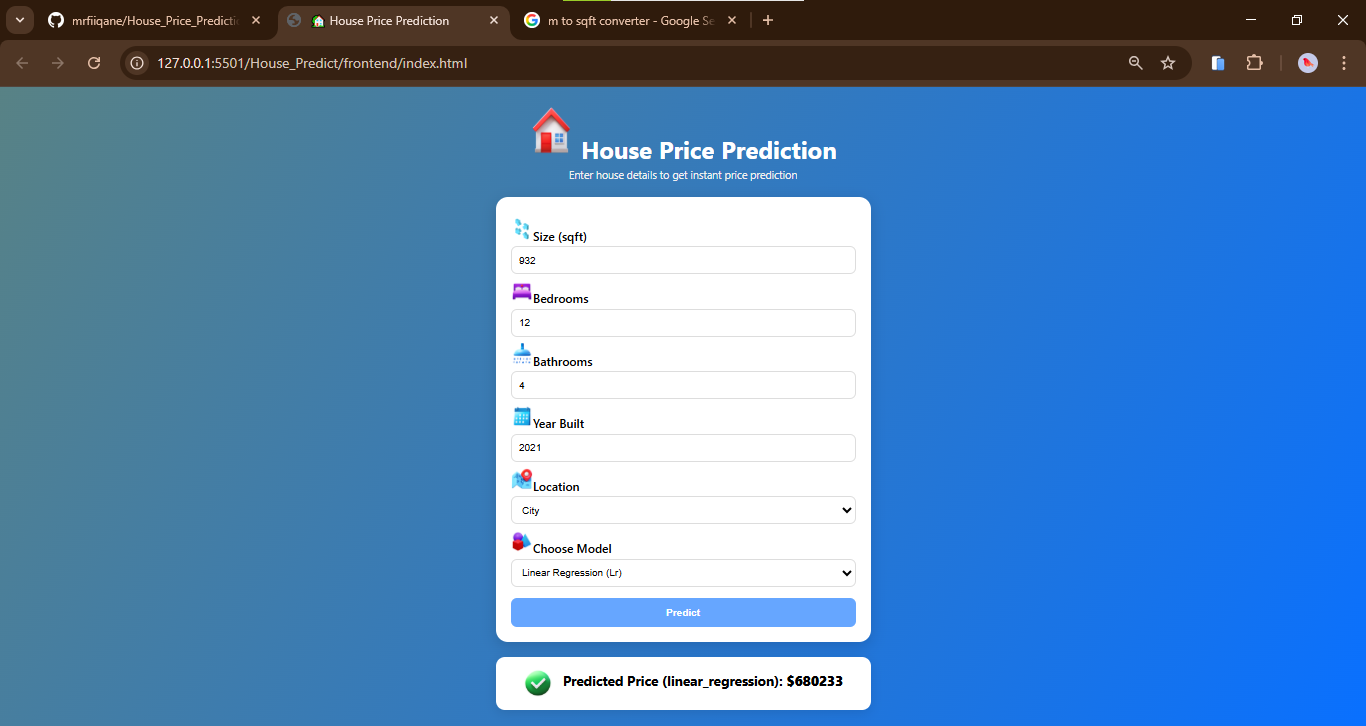 mrfiiqane/House_Price_Predicti
House Price Prediction
m to sqft converter - Google Se
127.0.0.1:5501/House_Predict/frontend/index.html
House Price Prediction
Enter house details to get instant price prediction
Size (sqft)
932
Bedrooms
12
Bathrooms
4
Year Built
2021
Location
City
Choose Model
Linear Regression (Lr)
Predict
Predicted Price (linear_regression): $680233